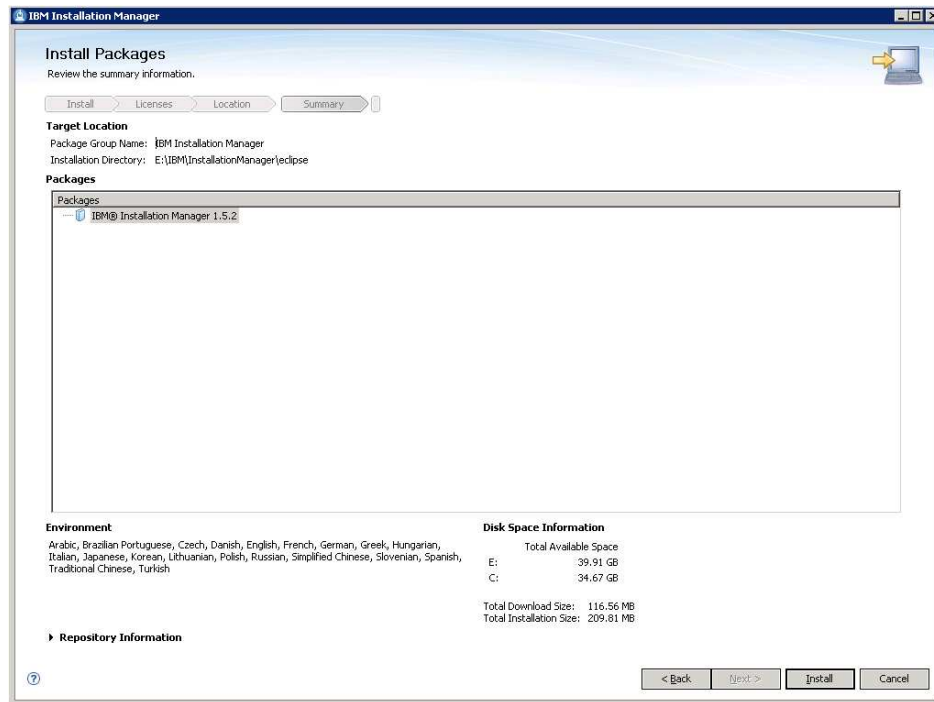 IBM Installation Manager
Install Packages
Review the summary information.
Install Licenses Location Summary
Target Location
Package Group Name: IBM Installation Manager
Installation Directory: E:\IBM\InstallationManager\eclipse
Packages
Packages
IBM® Installation Manager 1.5.2
Environment
Arabic, Brazilian Portuguese, Czech, Danish, English, French, German, Greek, Hungarian,
Italian, Japanese, Korean, Lithuanian, Polish, Russian, Simplified Chinese, Slovenian, Spanish,
Traditional Chinese, Turkish
Disk Space Information
Total Available Space
E: 39.91 GB
C: 34.67 GB
Total Download Size: 116.56 MB
Total Installation Size: 209.81 MB
Repository Information
? < Back Next > Install Cancel